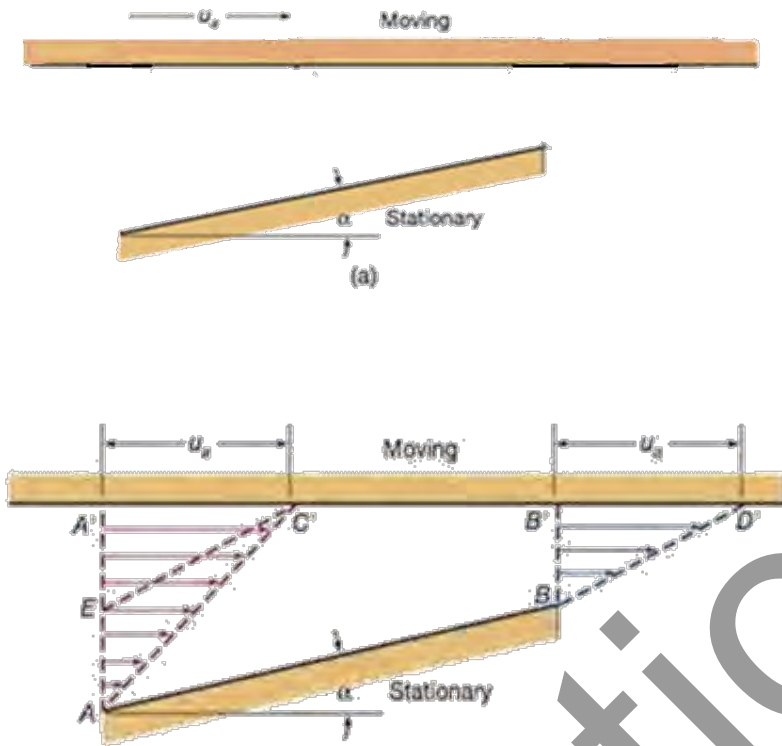 u_a Moving
α Stationary
(a)
u_a Moving u_a
A' C' B' D'
E B
α Stationary
A